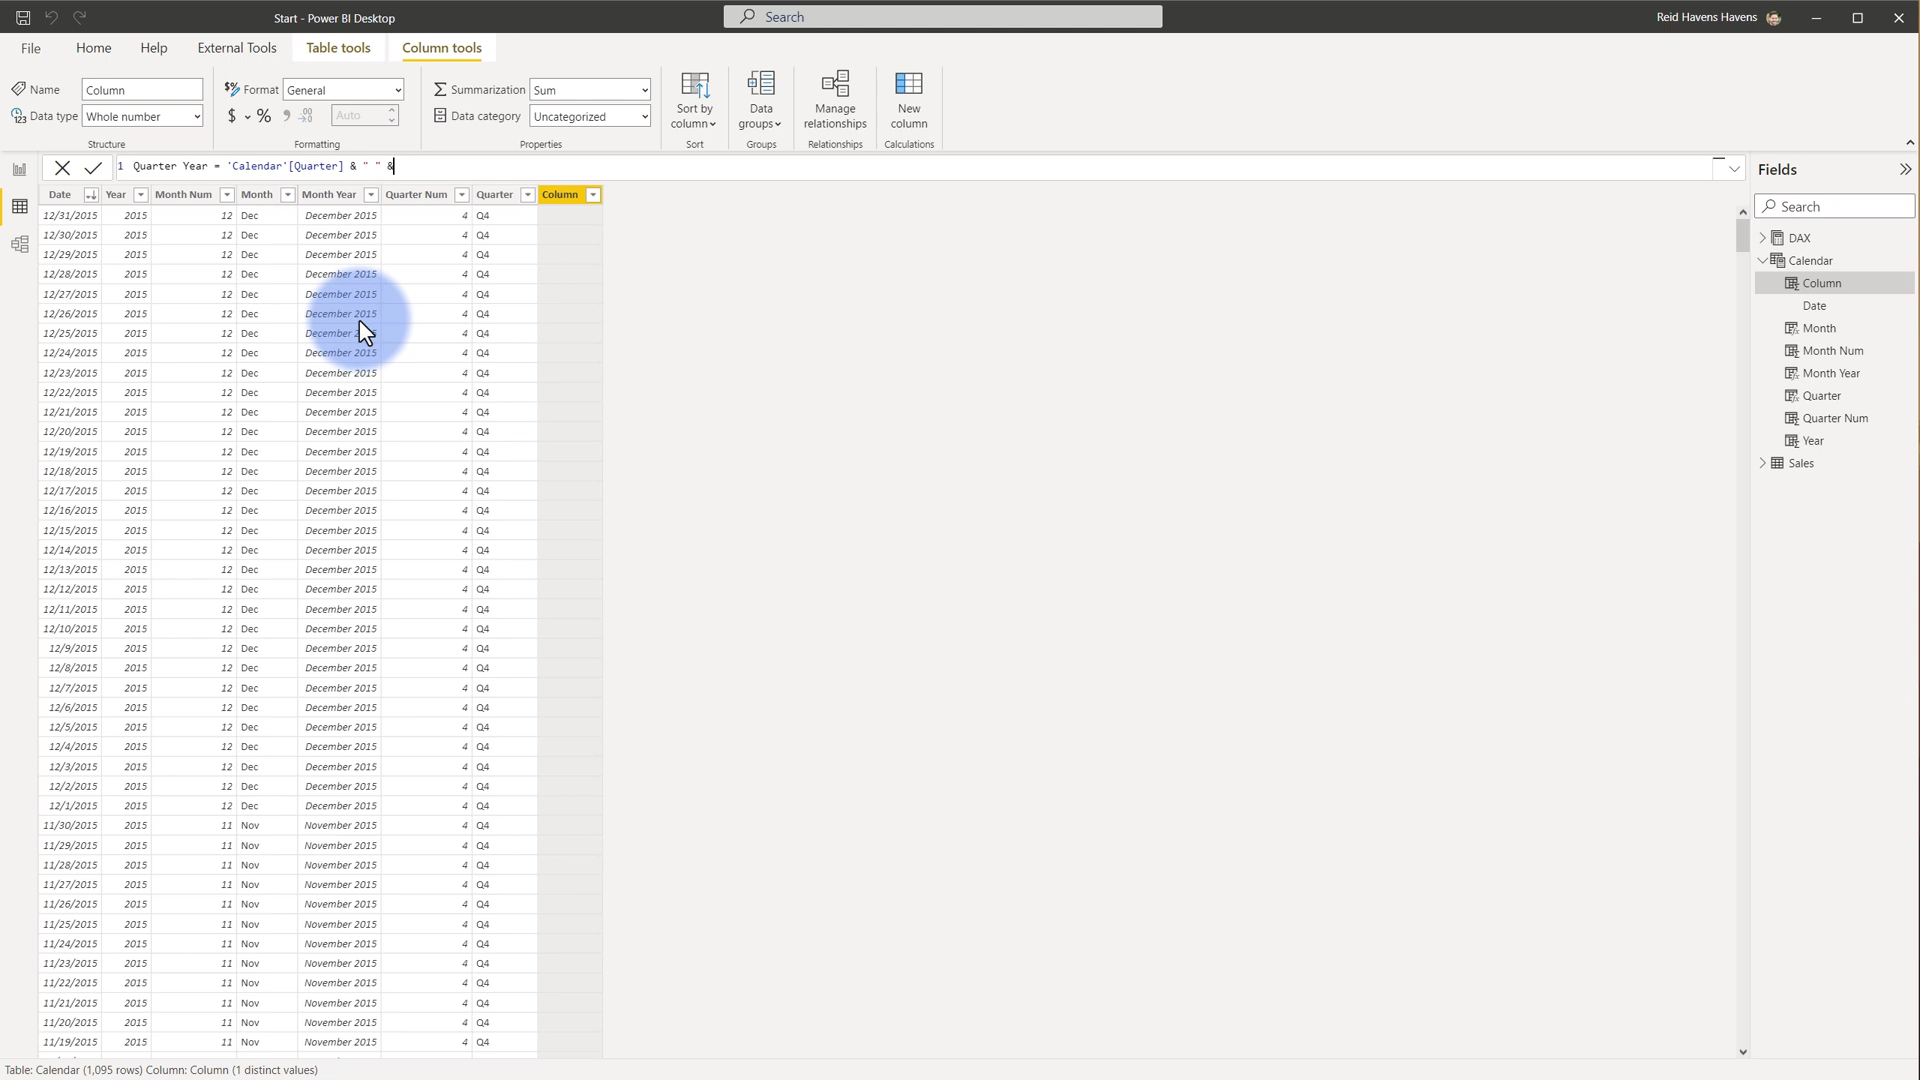 Start - Power BI Desktop
Search
Reid Havens Havens
File
Home
Help
External Tools
Table tools
Column tools
Name
Column
Data type
Whole number
Structure
Format
General
$
%
Auto
Formatting
Summarization
Sum
Data category
Uncategorized
Properties
Sort by
column
Sort
Data
groups
Groups
Manage
relationships
Relationships
New
column
Calculations
1 Quarter Year = 'Calendar'[Quarter] & " " &
Date Year Month Num Month Month Year Quarter Num Quarter Column
12/31/2015 2015 12 Dec December 2015 4 Q4
12/30/2015 2015 12 Dec December 2015 4 Q4
12/29/2015 2015 12 Dec December 2015 4 Q4
12/28/2015 2015 12 Dec December 2015 4 Q4
12/27/2015 2015 12 Dec December 2015 4 Q4
12/26/2015 2015 12 Dec December 2015 4 Q4
12/25/2015 2015 12 Dec December 2015 4 Q4
12/24/2015 2015 12 Dec December 2015 4 Q4
12/23/2015 2015 12 Dec December 2015 4 Q4
12/22/2015 2015 12 Dec December 2015 4 Q4
12/21/2015 2015 12 Dec December 2015 4 Q4
12/20/2015 2015 12 Dec December 2015 4 Q4
12/19/2015 2015 12 Dec December 2015 4 Q4
12/18/2015 2015 12 Dec December 2015 4 Q4
12/17/2015 2015 12 Dec December 2015 4 Q4
12/16/2015 2015 12 Dec December 2015 4 Q4
12/15/2015 2015 12 Dec December 2015 4 Q4
12/14/2015 2015 12 Dec December 2015 4 Q4
12/13/2015 2015 12 Dec December 2015 4 Q4
12/12/2015 2015 12 Dec December 2015 4 Q4
12/11/2015 2015 12 Dec December 2015 4 Q4
12/10/2015 2015 12 Dec December 2015 4 Q4
12/9/2015 2015 12 Dec December 2015 4 Q4
12/8/2015 2015 12 Dec December 2015 4 Q4
12/7/2015 2015 12 Dec December 2015 4 Q4
12/6/2015 2015 12 Dec December 2015 4 Q4
12/5/2015 2015 12 Dec December 2015 4 Q4
12/4/2015 2015 12 Dec December 2015 4 Q4
12/3/2015 2015 12 Dec December 2015 4 Q4
12/2/2015 2015 12 Dec December 2015 4 Q4
12/1/2015 2015 12 Dec December 2015 4 Q4
11/30/2015 2015 11 Nov November 2015 4 Q4
11/29/2015 2015 11 Nov November 2015 4 Q4
11/28/2015 2015 11 Nov November 2015 4 Q4
11/27/2015 2015 11 Nov November 2015 4 Q4
11/26/2015 2015 11 Nov November 2015 4 Q4
11/25/2015 2015 11 Nov November 2015 4 Q4
11/24/2015 2015 11 Nov November 2015 4 Q4
11/23/2015 2015 11 Nov November 2015 4 Q4
11/22/2015 2015 11 Nov November 2015 4 Q4
11/21/2015 2015 11 Nov November 2015 4 Q4
11/20/2015 2015 11 Nov November 2015 4 Q4
11/19/2015 2015 11 Nov November 2015 4 Q4
Fields
Search
DAX
Calendar
Column
Date
Month
Month Num
Month Year
Quarter
Quarter Num
Year
Sales
Table: Calendar (1,095 rows) Column: Column (1 distinct values)